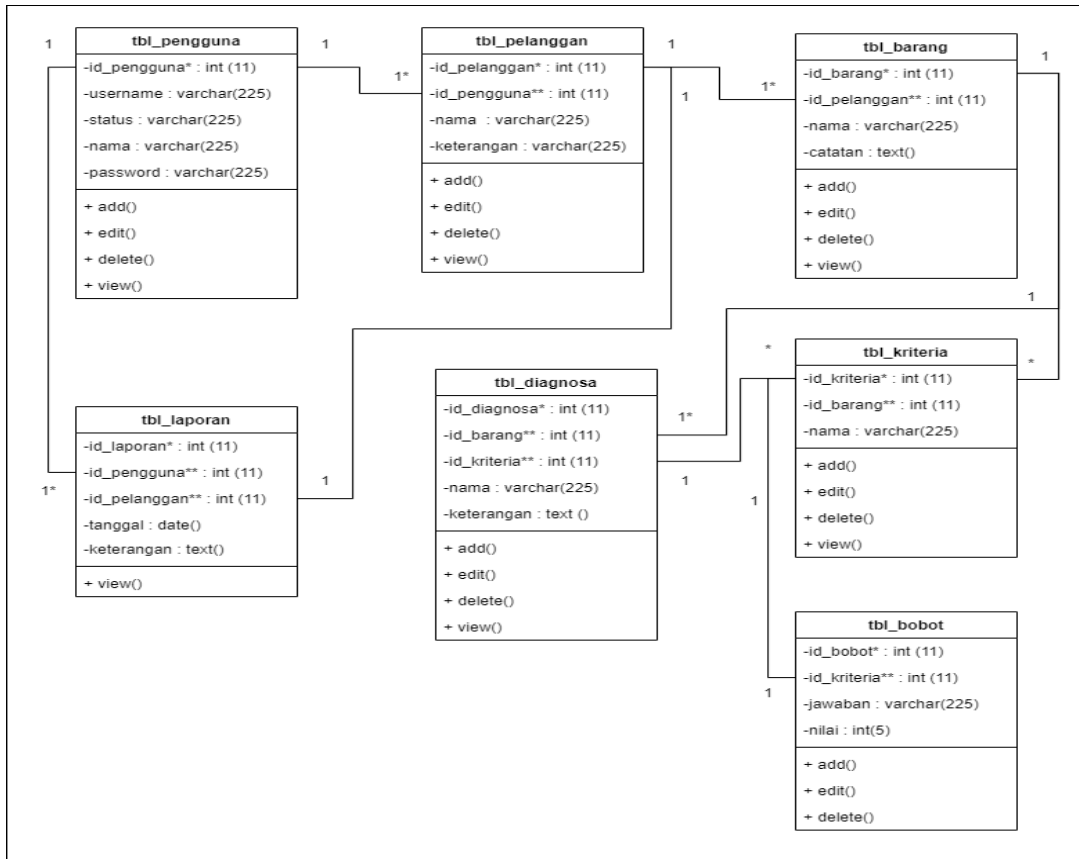 tbl_pengguna
-id_pengguna* : int (11)
-username : varchar(225)
-status : varchar(225)
-nama : varchar(225)
-password : varchar(225)
+ add()
+ edit()
+ delete()
+ view()
1
1
1*
tbl_pelanggan
-id_pelanggan* : int (11)
-id_pengguna** : int (11)
-nama : varchar(225)
-keterangan : varchar(225)
+ add()
+ edit()
+ delete()
+ view()
1
1
1*
tbl_barang
-id_barang* : int (11)
-id_pelanggan** : int (11)
-nama : varchar(225)
-catatan : text()
+ add()
+ edit()
+ delete()
+ view()
1
1
tbl_laporan
-id_laporan* : int (11)
-id_pengguna** : int (11)
-id_pelanggan** : int (11)
-tanggal : date()
-keterangan : text()
+ view()
1*
1
tbl_diagnosa
-id_diagnosa* : int (11)
-id_barang** : int (11)
-id_kriteria** : int (11)
-nama : varchar(225)
-keterangan : text ()
+ add()
+ edit()
+ delete()
+ view()
1*
1
*
1
tbl_kriteria
-id_kriteria* : int (11)
-id_barang** : int (11)
-nama : varchar(225)
+ add()
+ edit()
+ delete()
+ view()
*
tbl_bobot
-id_bobot* : int (11)
-id_kriteria** : int (11)
-jawaban : varchar(225)
-nilai : int(5)
+ add()
+ edit()
+ delete()
1